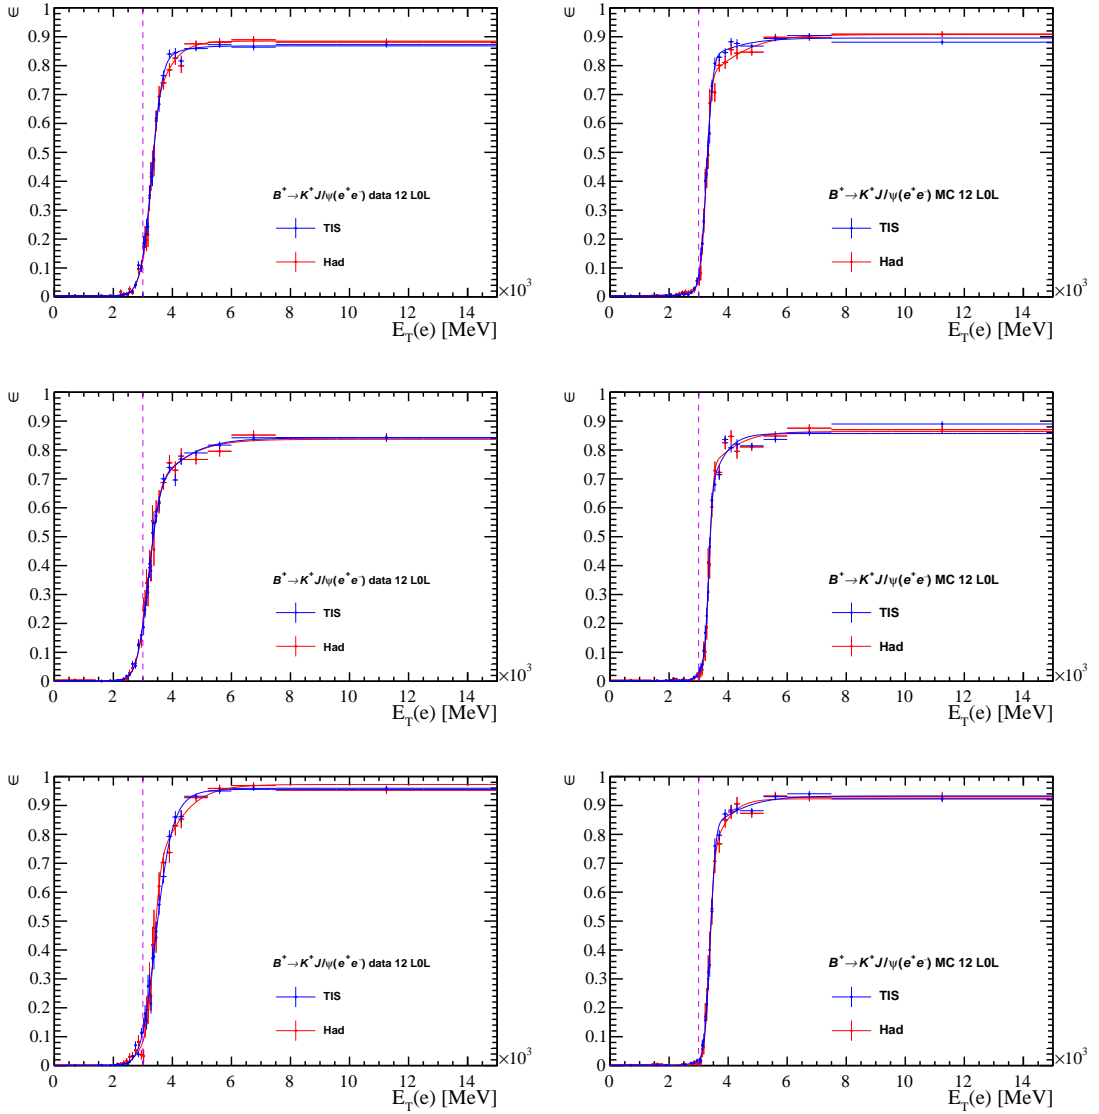 ∈
1
0.9
0.8
0.7
0.6
0.5
0.4
0.3
0.2
0.1
0
B⁺→K⁺J/ψ(e⁺e⁻) data 12 L0L
TIS
Had
0 2 4 6 8 10 12 14
×10³
E_T(e) [MeV]
∈
1
0.9
0.8
0.7
0.6
0.5
0.4
0.3
0.2
0.1
0
B⁺→K⁺J/ψ(e⁺e⁻) MC 12 L0L
TIS
Had
0 2 4 6 8 10 12 14
×10³
E_T(e) [MeV]
∈
1
0.9
0.8
0.7
0.6
0.5
0.4
0.3
0.2
0.1
0
B⁺→K⁺J/ψ(e⁺e⁻) data 12 L0L
TIS
Had
0 2 4 6 8 10 12 14
×10³
E_T(e) [MeV]
∈
1
0.9
0.8
0.7
0.6
0.5
0.4
0.3
0.2
0.1
0
B⁺→K⁺J/ψ(e⁺e⁻) MC 12 L0L
TIS
Had
0 2 4 6 8 10 12 14
×10³
E_T(e) [MeV]
∈
1
0.9
0.8
0.7
0.6
0.5
0.4
0.3
0.2
0.1
0
B⁺→K⁺J/ψ(e⁺e⁻) data 12 L0L
TIS
Had
0 2 4 6 8 10 12 14
×10³
E_T(e) [MeV]
∈
1
0.9
0.8
0.7
0.6
0.5
0.4
0.3
0.2
0.1
0
B⁺→K⁺J/ψ(e⁺e⁻) MC 12 L0L
TIS
Had
0 2 4 6 8 10 12 14
×10³
E_T(e) [MeV]